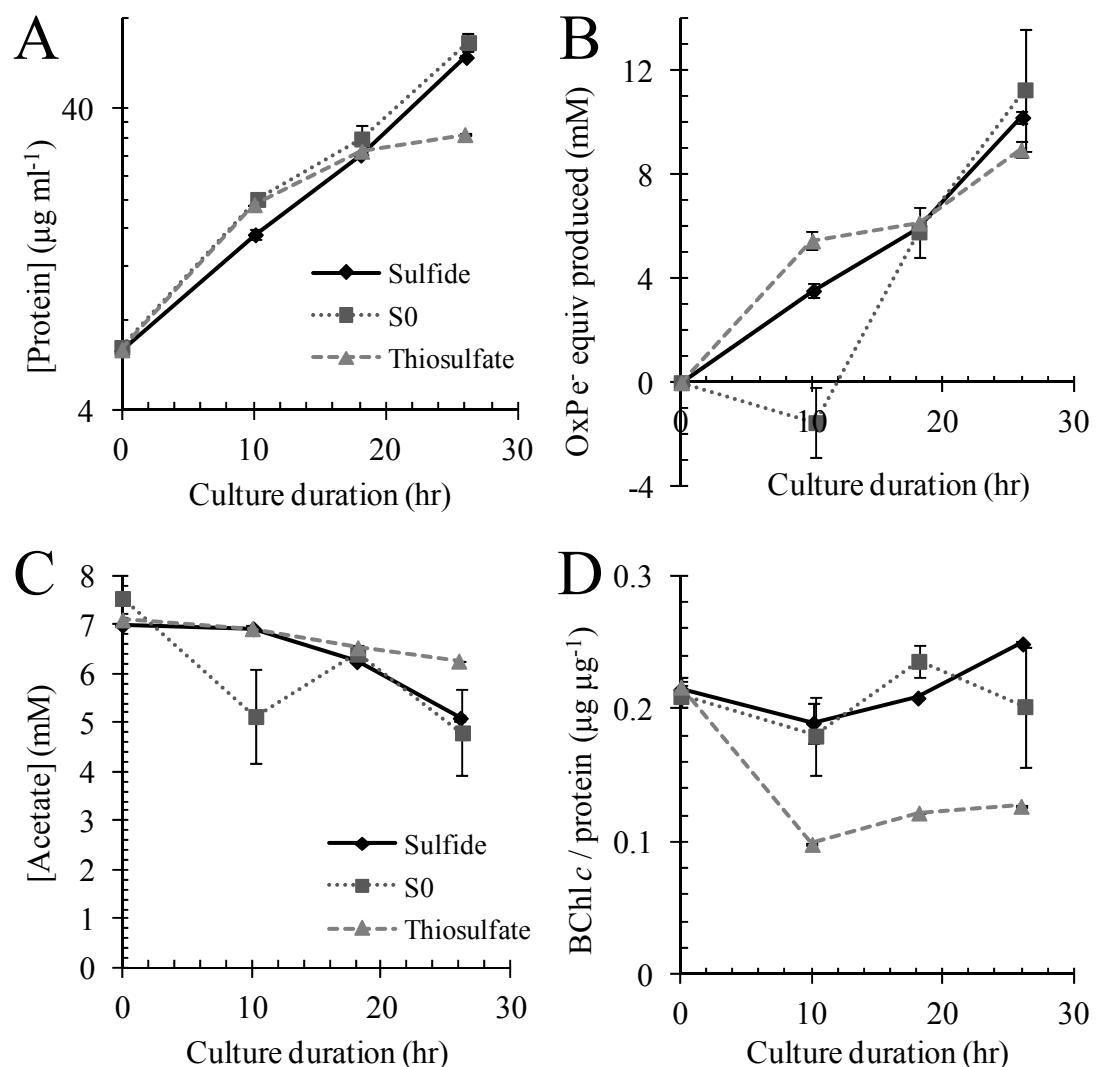 A
[Protein] (µg ml-1)
40
4
Sulfide
S0
Thiosulfate
0
10
20
30
Culture duration (hr)
B
OxP e- equiv produced (mM)
12
8
4
0
-4
0
10
20
30
Culture duration (hr)
C
[Acetate] (mM)
8
7
6
5
4
3
2
1
0
Sulfide
S0
Thiosulfate
0
10
20
30
Culture duration (hr)
D
BChl c / protein (µg µg-1)
0.3
0.2
0.1
0
0
10
20
30
Culture duration (hr)